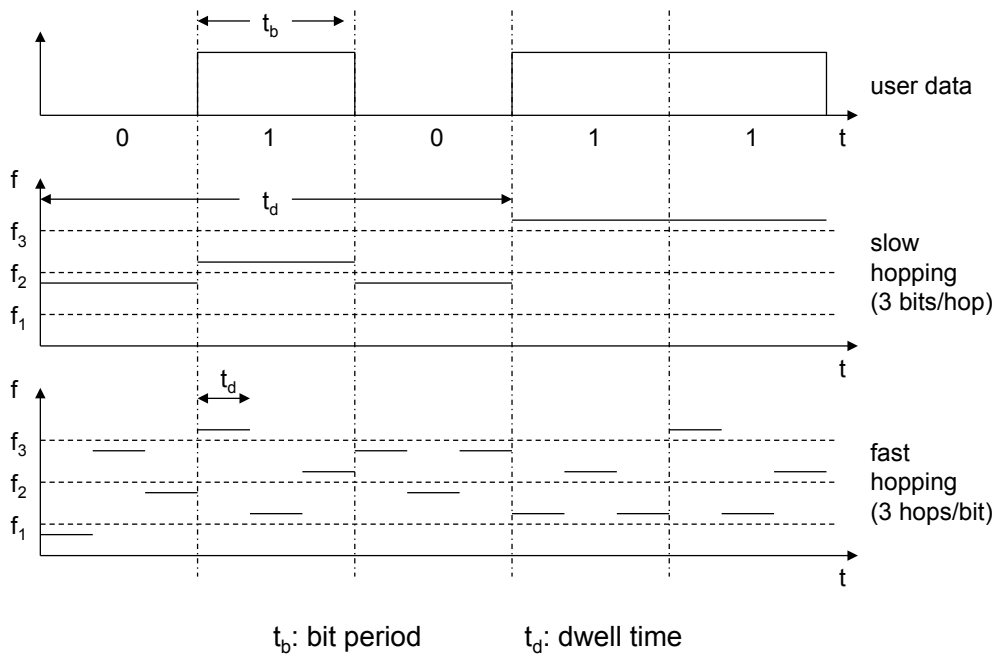 t_b
user data
0 1 0 1 1 t
f
t_d
f_3
f_2
f_1
slow
hopping
(3 bits/hop)
t
f
t_d
f_3
f_2
f_1
fast
hopping
(3 hops/bit)
t
t_b: bit period t_d: dwell time